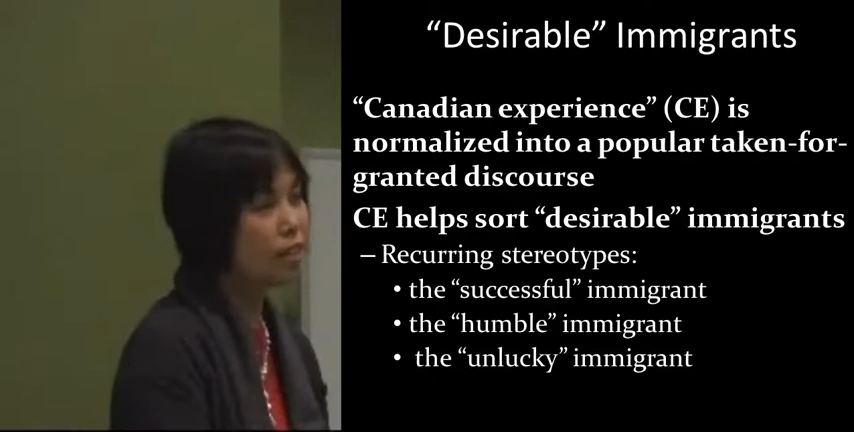 “Desirable” Immigrants
“Canadian experience” (CE) is
normalized into a popular taken-for-
granted discourse
CE helps sort “desirable” immigrants
– Recurring stereotypes:
• the “successful” immigrant
• the “humble” immigrant
• the “unlucky” immigrant